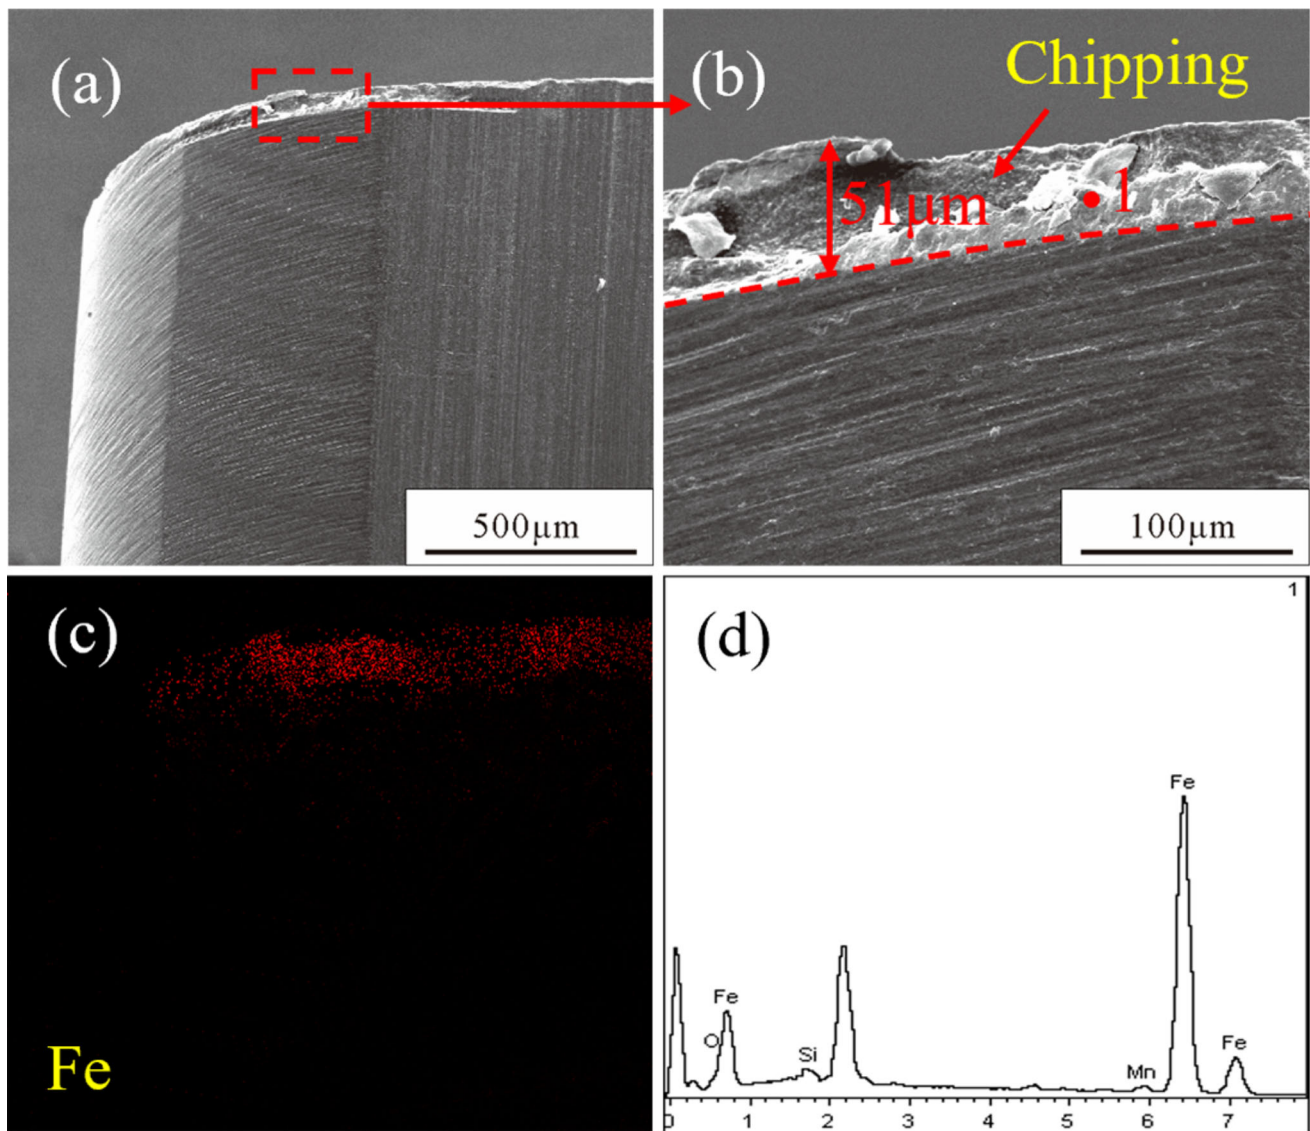 (a)
500μm
(b)
Chipping
51μm
1
100μm
(c)
Fe
(d)
1
Fe
Fe
O
Si
Mn
Fe
0 1 2 3 4 5 6 7